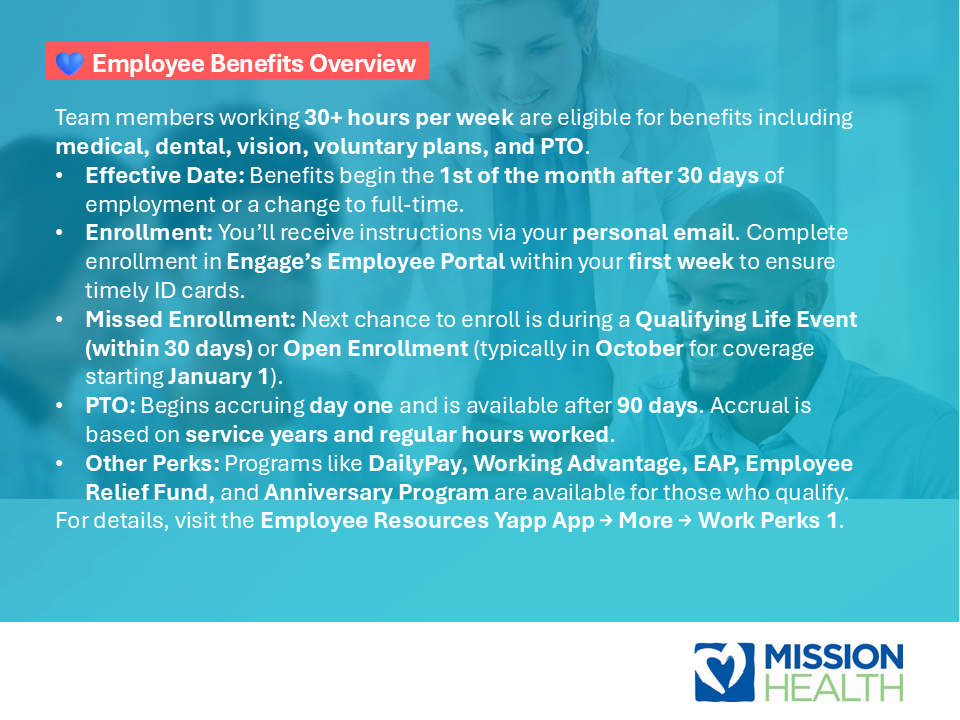 💙 Employee Benefits Overview
Team members working 30+ hours per week are eligible for benefits including
medical, dental, vision, voluntary plans, and PTO.
• Effective Date: Benefits begin the 1st of the month after 30 days of
employment or a change to full-time.
• Enrollment: You’ll receive instructions via your personal email. Complete
enrollment in Engage’s Employee Portal within your first week to ensure
timely ID cards.
• Missed Enrollment: Next chance to enroll is during a Qualifying Life Event
(within 30 days) or Open Enrollment (typically in October for coverage
starting January 1).
• PTO: Begins accruing day one and is available after 90 days. Accrual is
based on service years and regular hours worked.
• Other Perks: Programs like DailyPay, Working Advantage, EAP, Employee
Relief Fund, and Anniversary Program are available for those who qualify.
For details, visit the Employee Resources Yapp App → More → Work Perks 1.
MISSION
HEALTH